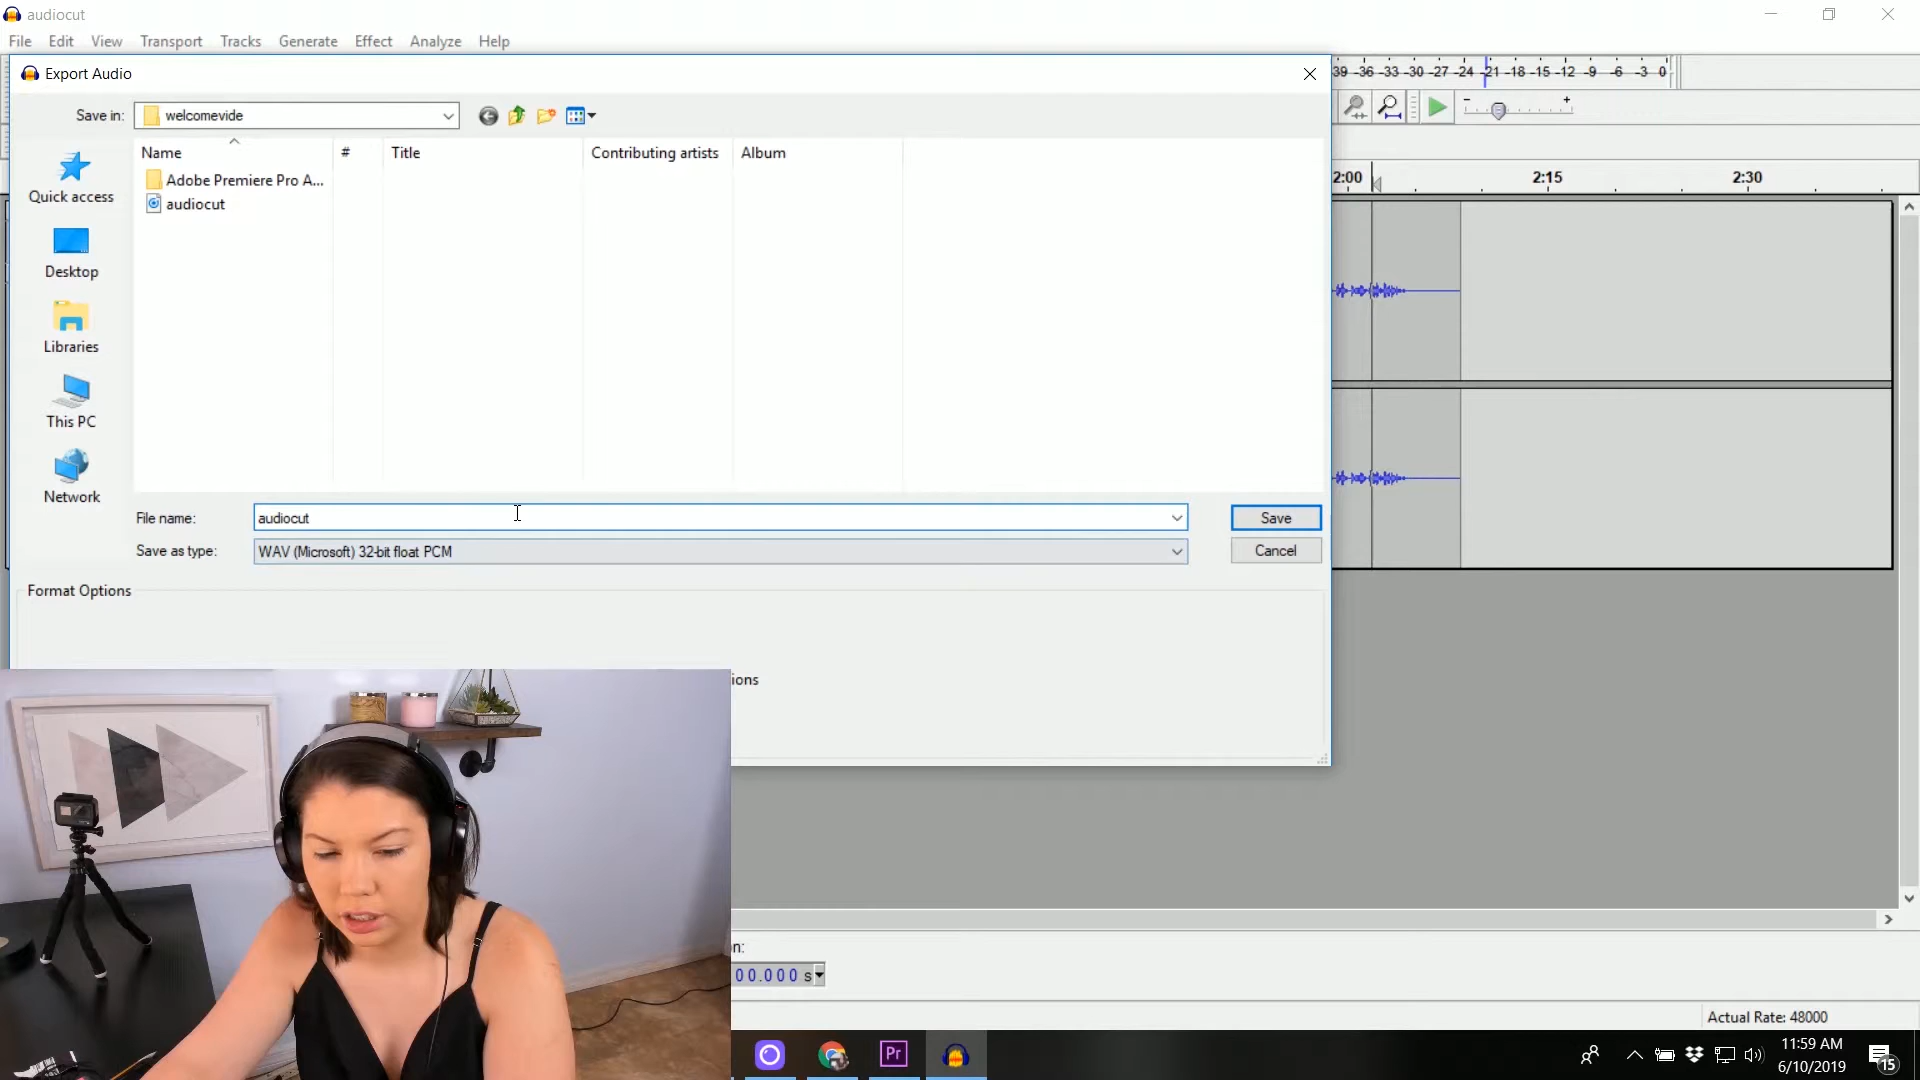 audiocut
File Edit View Transport Tracks Generate Effect Analyze Help
Export Audio
-39 -36 -33 -30 -27 -24 -21 -18 -15 -12 -9 -6 -3 0
Save in: welcomevide
- +
Name # Title Contributing artists Album
2:00 2:15 2:30
Adobe Premiere Pro A...
audiocut
Quick access
Desktop
Libraries
This PC
Network
File name: audiocut Save
Save as type: WAV (Microsoft) 32-bit float PCM Cancel
Format Options
ions
n:
00.000 s
Actual Rate: 48000
Pr
11:59 AM
6/10/2019
15